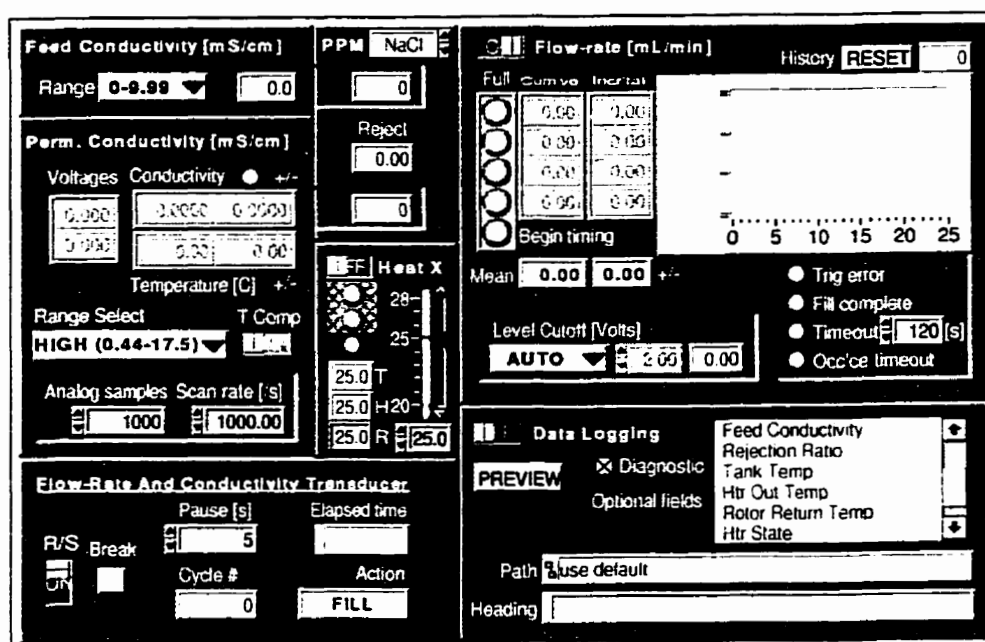 Feed Conductivity [mS/cm]
Range 0-9.99 0.0
Perm. Conductivity [mS/cm]
Voltages Conductivity +/-
0.000 0.0000 0.0000
0.000 0.00 0.00
Temperature [C] +/-
Range Select T Comp
HIGH (0.44-17.5)
Analog samples Scan rate [/s]
1000 1000.00
PPM NaCl
0
Reject
0.00
0
Heat X
28
25
25.0 T
25.0 H 20
25.0 R 25.0
Flow-rate [mL/min]
History RESET 0
Full
0.00 0.00
0.00 0.00
0.00 0.00
0.00 0.00
Begin timing
Mean 0.00 0.00 +/-
0 5 10 15 20 25
Level Cutoff [Volts]
AUTO 2.00 0.00
Trig error
Fill complete
Timeout 120 [s]
Occ'ce timeout
Flow-Rate And Conductivity Transducer
Pause [s] Elapsed time
R/S Break 5
ON Cycle # Action
0 FILL
Data Logging
PREVIEW Diagnostic
Optional fields
Feed Conductivity
Rejection Ratio
Tank Temp
Htr Out Temp
Rotor Return Temp
Htr State
Path use default
Heading